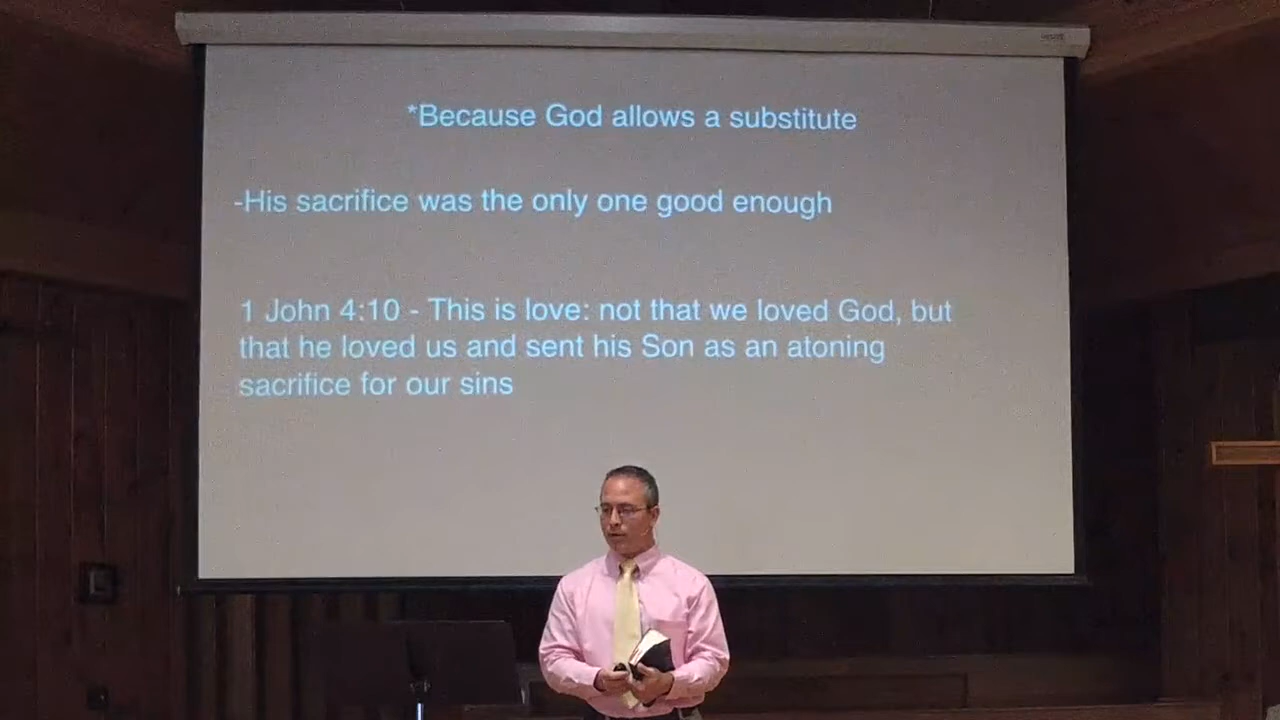 *Because God allows a substitute
-His sacrifice was the only one good enough
1 John 4:10 - This is love: not that we loved God, but
that he loved us and sent his Son as an atoning
sacrifice for our sins